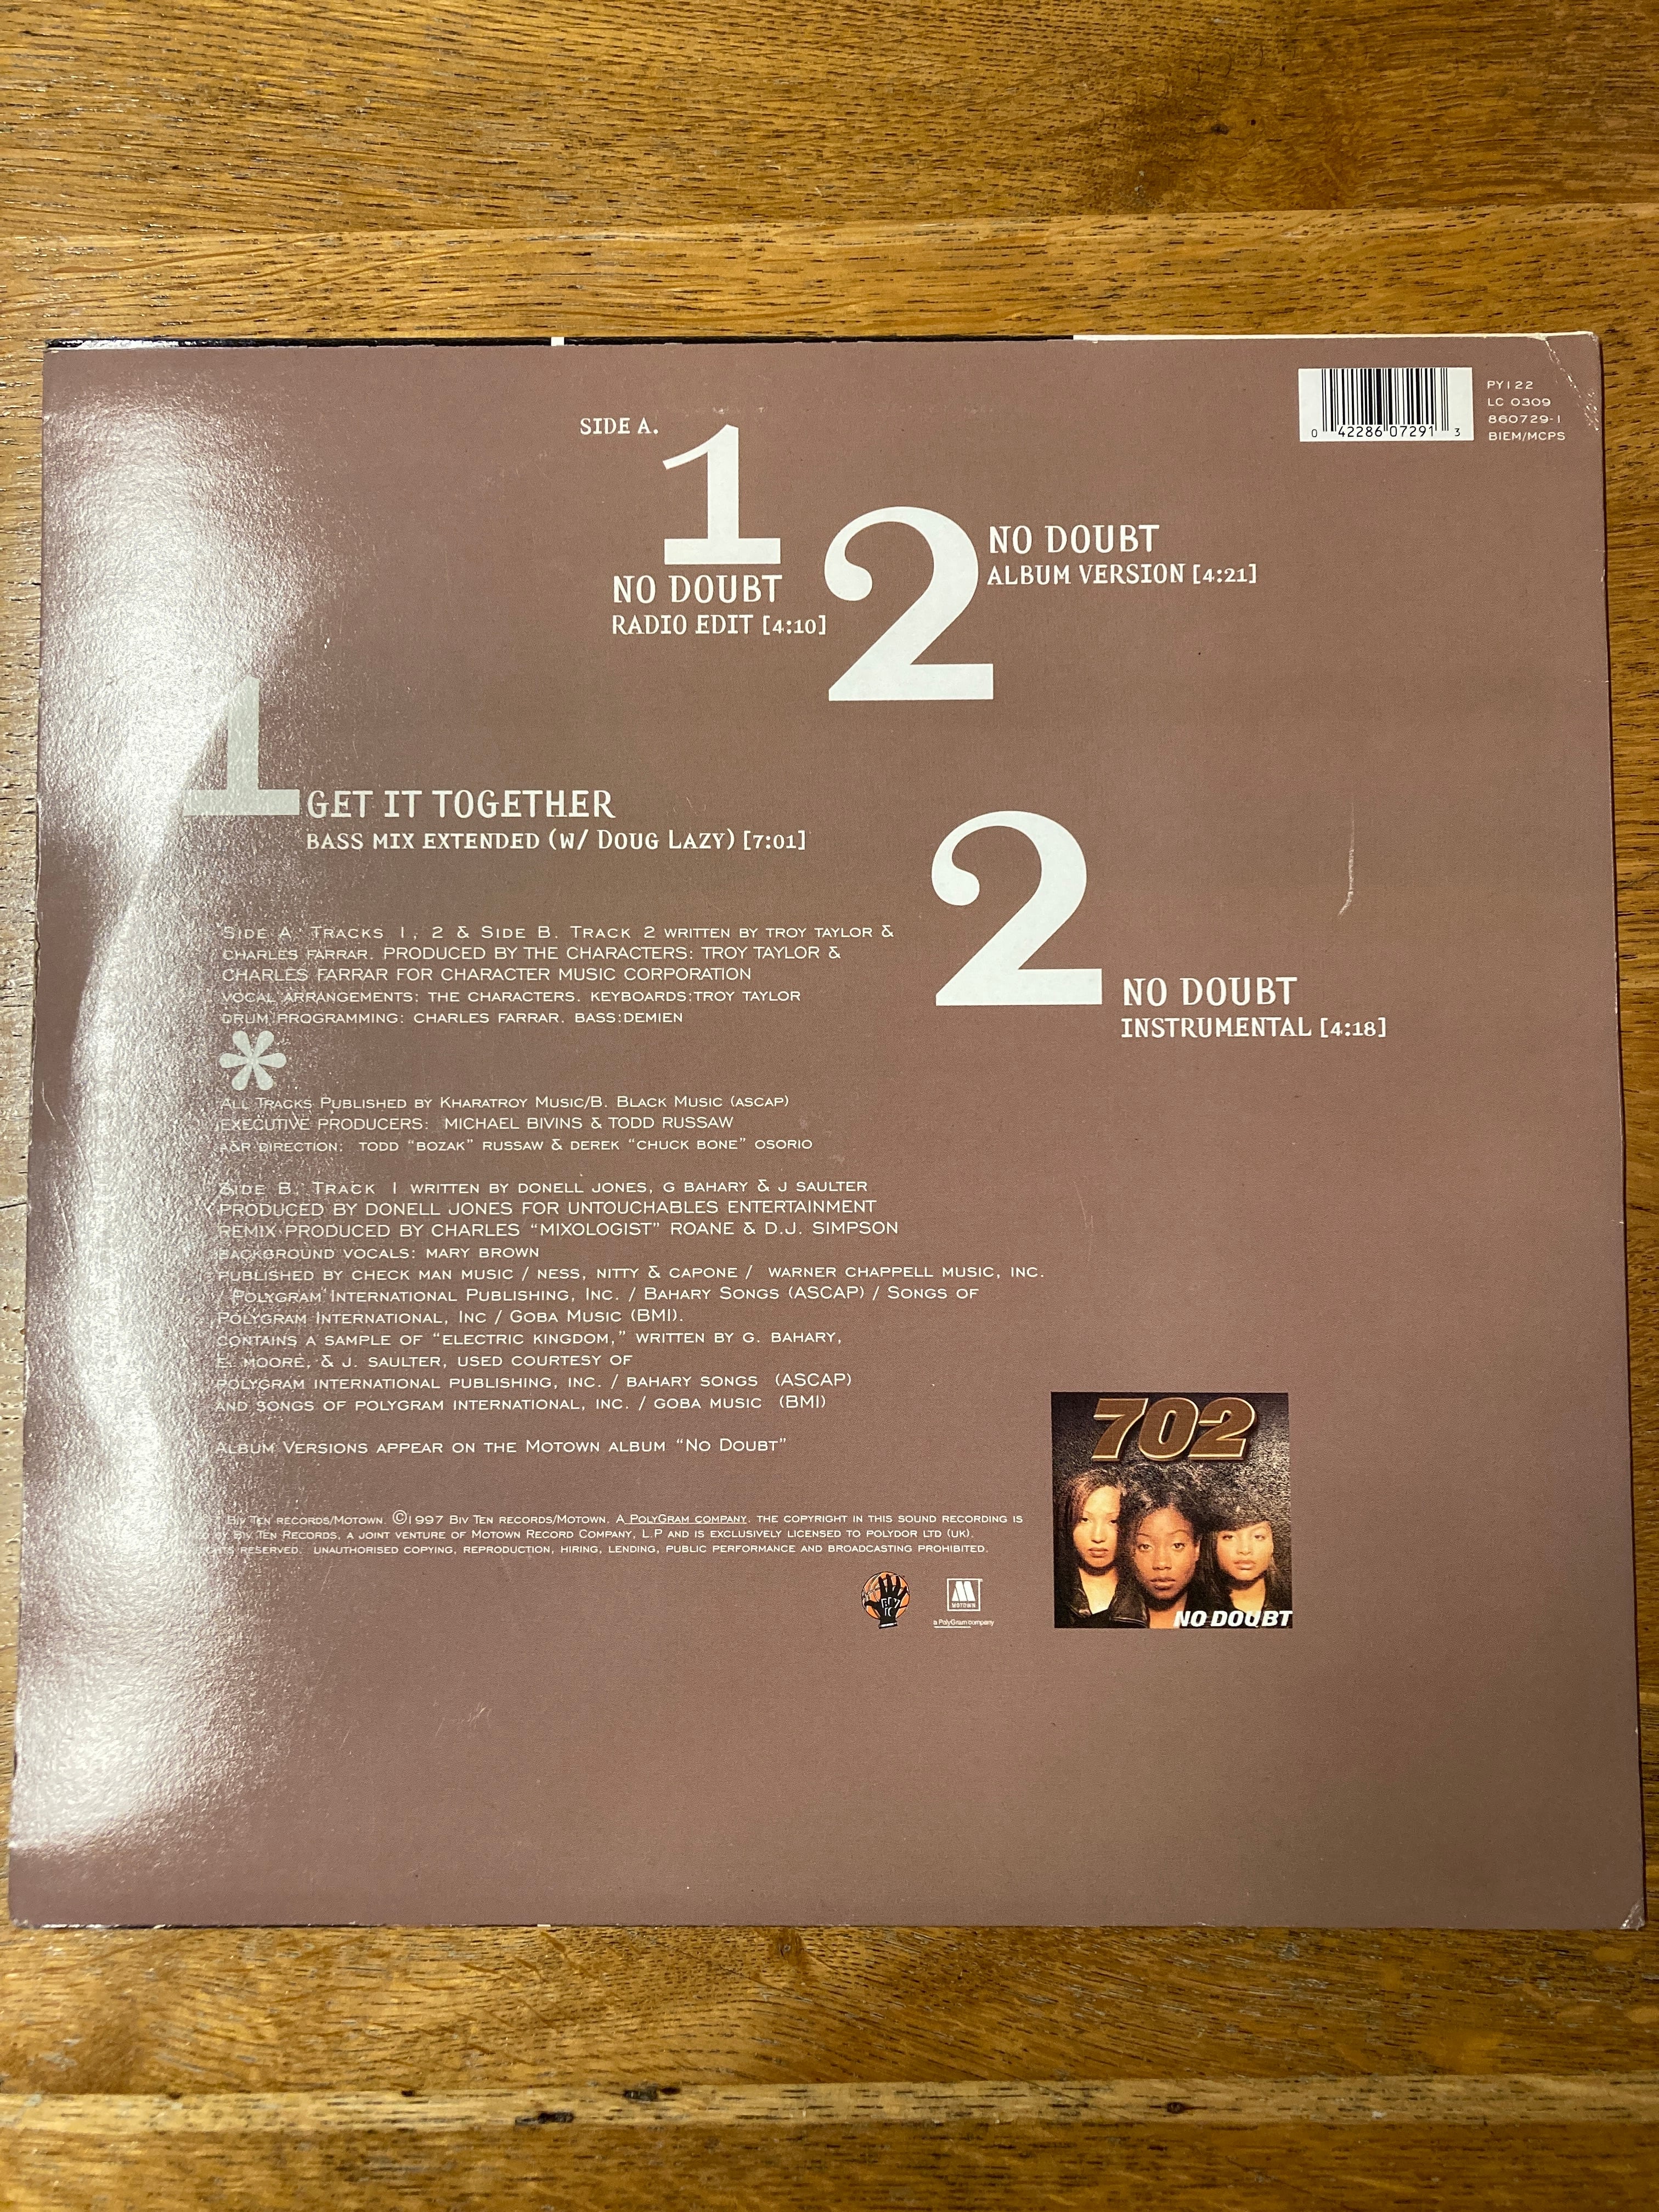 PY122
LC 0309
860729-1
BIEM/MCPS
0 42286 07291 3
SIDE A.
1
NO DOUBT
RADIO EDIT [4:10]
2
NO DOUBT
ALBUM VERSION [4:21]
1
GET IT TOGETHER
BASS MIX EXTENDED (W/ DOUG LAZY) [7:01]
2
NO DOUBT
INSTRUMENTAL [4:18]
SIDE A. TRACKS 1, 2 & SIDE B. TRACK 2 WRITTEN BY TROY TAYLOR &
CHARLES FARRAR. PRODUCED BY THE CHARACTERS: TROY TAYLOR &
CHARLES FARRAR FOR CHARACTER MUSIC CORPORATION
VOCAL ARRANGEMENTS: THE CHARACTERS. KEYBOARDS:TROY TAYLOR
DRUM PROGRAMMING: CHARLES FARRAR. BASS:DEMIEN
*
ALL TRACKS PUBLISHED BY KHARATROY MUSIC/B. BLACK MUSIC (ASCAP)
EXECUTIVE PRODUCERS: MICHAEL BIVINS & TODD RUSSAW
A&R DIRECTION: TODD "BOZAK" RUSSAW & DEREK "CHUCK BONE" OSORIO
SIDE B. TRACK 1 WRITTEN BY DONELL JONES, G BAHARY & J SAULTER
PRODUCED BY DONELL JONES FOR UNTOUCHABLES ENTERTAINMENT
REMIX PRODUCED BY CHARLES "MIXOLOGIST" ROANE & D.J. SIMPSON
BACKGROUND VOCALS: MARY BROWN
PUBLISHED BY CHECK MAN MUSIC / NESS, NITTY & CAPONE / WARNER CHAPPELL MUSIC, INC.
/ POLYGRAM INTERNATIONAL PUBLISHING, INC. / BAHARY SONGS (ASCAP) / SONGS OF
POLYGRAM INTERNATIONAL, INC / GOBA MUSIC (BMI).
CONTAINS A SAMPLE OF "ELECTRIC KINGDOM," WRITTEN BY G. BAHARY,
E. MOORE, & J. SAULTER, USED COURTESY OF
POLYGRAM INTERNATIONAL PUBLISHING, INC. / BAHARY SONGS (ASCAP)
AND SONGS OF POLYGRAM INTERNATIONAL, INC. / GOBA MUSIC (BMI)
ALBUM VERSIONS APPEAR ON THE MOTOWN ALBUM "NO DOUBT"
BIV TEN RECORDS/MOTOWN. ©1997 BIV TEN RECORDS/MOTOWN. A POLYGRAM COMPANY. THE COPYRIGHT IN THIS SOUND RECORDING IS
BY BIV TEN RECORDS, A JOINT VENTURE OF MOTOWN RECORD COMPANY, L.P AND IS EXCLUSIVELY LICENSED TO POLYDOR LTD (UK).
RESERVED. UNAUTHORISED COPYING, REPRODUCTION, HIRING, LENDING, PUBLIC PERFORMANCE AND BROADCASTING PROHIBITED.
M
MOTOWN
a PolyGram company
702
NO DOUBT